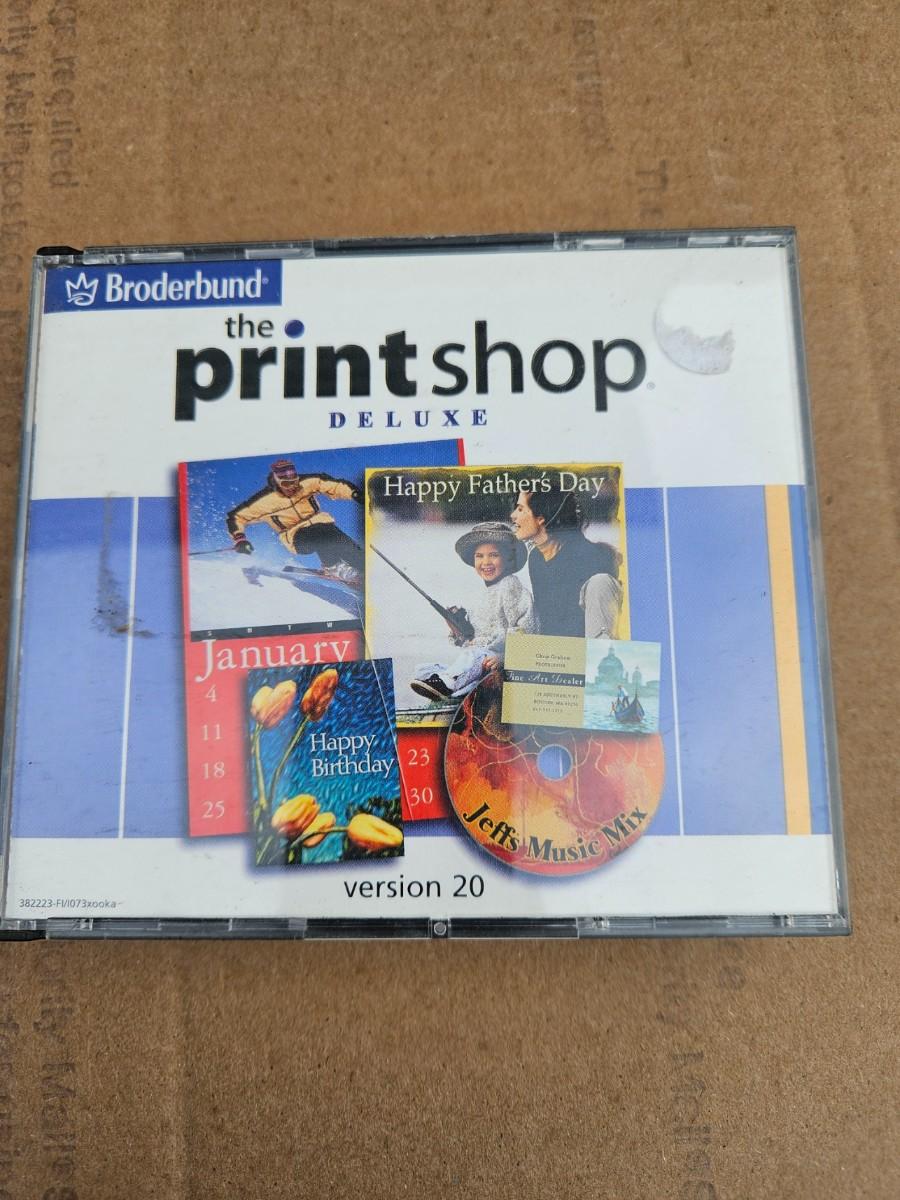 Broderbund®
the
printshop®
DELUXE
Happy Father's Day
S M T W
January
4
11
18
25
23
30
Happy
Birthday
Fine Art Dealer
Jeff's Music Mix
version 20
382223-FI/I073xooka